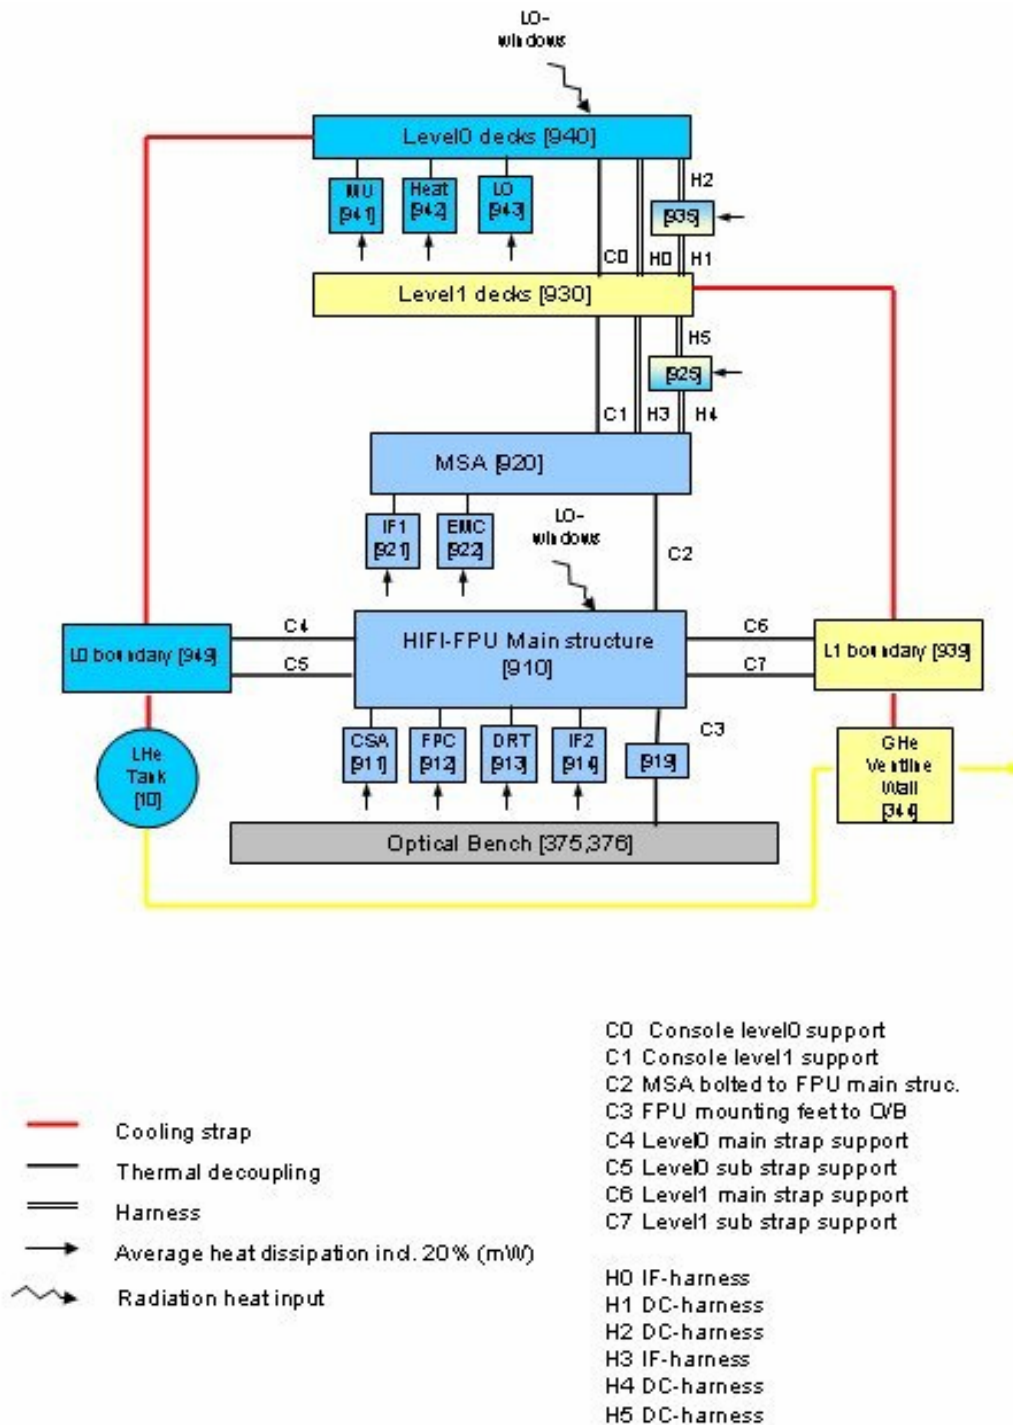 LO-
windows
Level0 decks [940]
MU
[941]
Heat
[942]
LO
[943]
H2
[935]
C0
H0
H1
Level1 decks [930]
H5
[925]
C1
H3
H4
MSA [920]
IF1
[921]
EMC
[922]
LO-
windows
C2
C4
C5
L0 boundary [949]
HIFI-FPU Main structure
[910]
C6
C7
L1 boundary [939]
CSA
[911]
FPC
[912]
DRT
[913]
IF2
[914]
[919]
C3
LHe
Tank
[10]
GHe
Ventline
Wall
[344]
Optical Bench [375,376]
C0 Console level0 support
C1 Console level1 support
C2 MSA bolted to FPU main struc.
C3 FPU mounting feet to O/B
C4 Level0 main strap support
C5 Level0 sub strap support
C6 Level1 main strap support
C7 Level1 sub strap support
Cooling strap
Thermal decoupling
Harness
Average heat dissipation incl. 20% (mW)
Radiation heat input
H0 IF-harness
H1 DC-harness
H2 DC-harness
H3 IF-harness
H4 DC-harness
H5 DC-harness